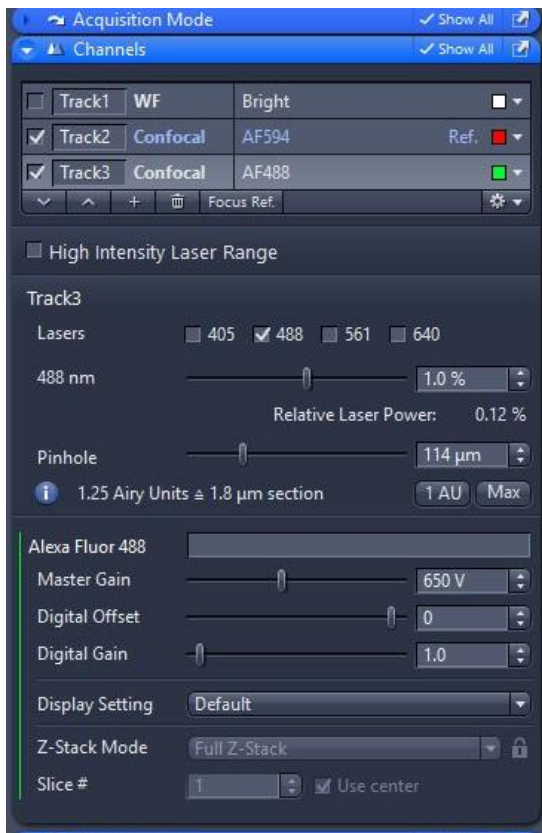 Acquisition Mode ✓ Show All
Channels ✓ Show All
Track1 WF Bright
Track2 Confocal AF594 Ref.
Track3 Confocal AF488
Focus Ref.
High Intensity Laser Range
Track3
Lasers 405 488 561 640
488 nm 1.0 %
Relative Laser Power: 0.12 %
Pinhole 114 µm
1.25 Airy Units ≙ 1.8 µm section 1 AU Max
Alexa Fluor 488
Master Gain 650 V
Digital Offset 0
Digital Gain 1.0
Display Setting Default
Z-Stack Mode Full Z-Stack
Slice # 1 Use center